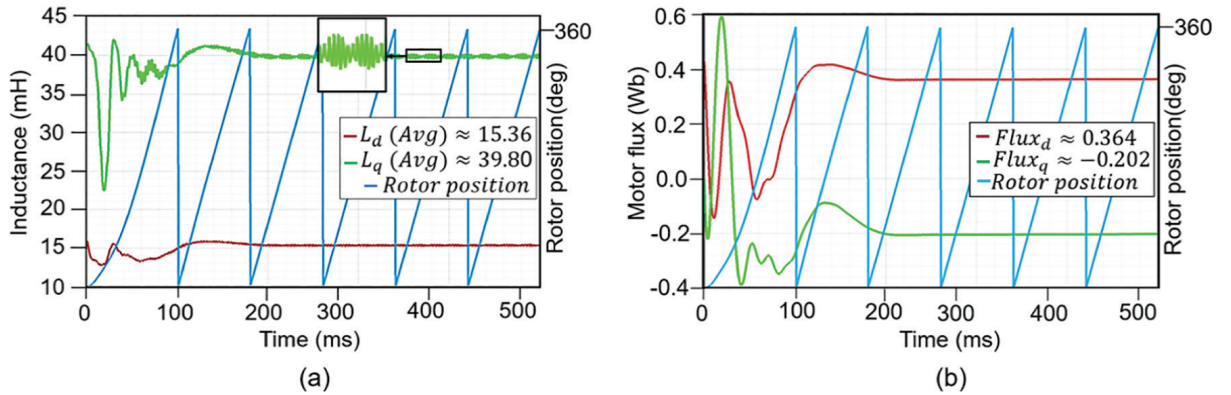 45
40
35
30
25
20
15
10
Inductance (mH)
L_d (Avg) ≈ 15.36
L_q (Avg) ≈ 39.80
Rotor position
360
Rotor position(deg)
0 100 200 300 400 500
Time (ms)
(a)
0.6
0.4
0.2
0.0
-0.2
-0.4
Motor flux (Wb)
Flux_d ≈ 0.364
Flux_q ≈ −0.202
Rotor position
360
Rotor position(deg)
0 100 200 300 400 500
Time (ms)
(b)